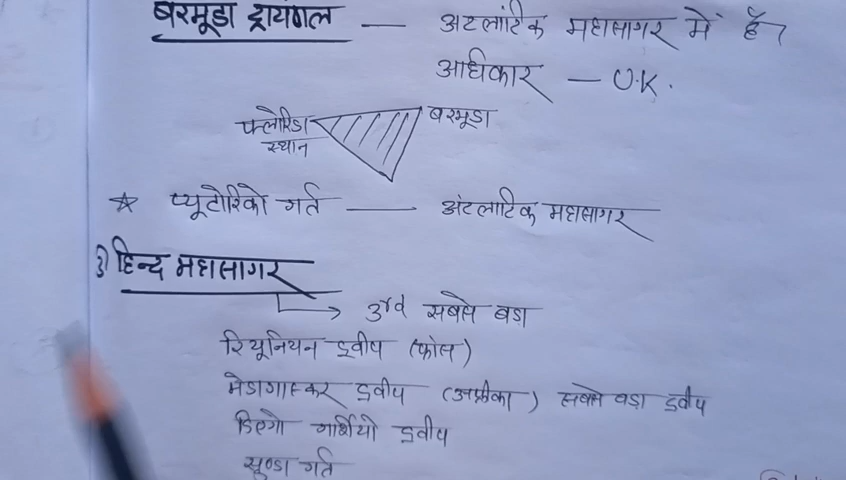 बरमूडा ट्रायंगल — अटलांटिक महासागर में है।
अधिकार — U.K.
फ्लोरिडा स्थान
बरमूडा
☆ प्यूटोरिको गर्त — अंटलाटिक महासागर
3) हिन्द महासागर
→ 3rd सबसे बड़ा
रियूनियन द्वीप (फ्रांस)
मेडागास्कर द्वीप (अफ्रीका) सबसे बड़ा द्वीप
डिएगो गार्शियो द्वीप
सुण्डा गर्त